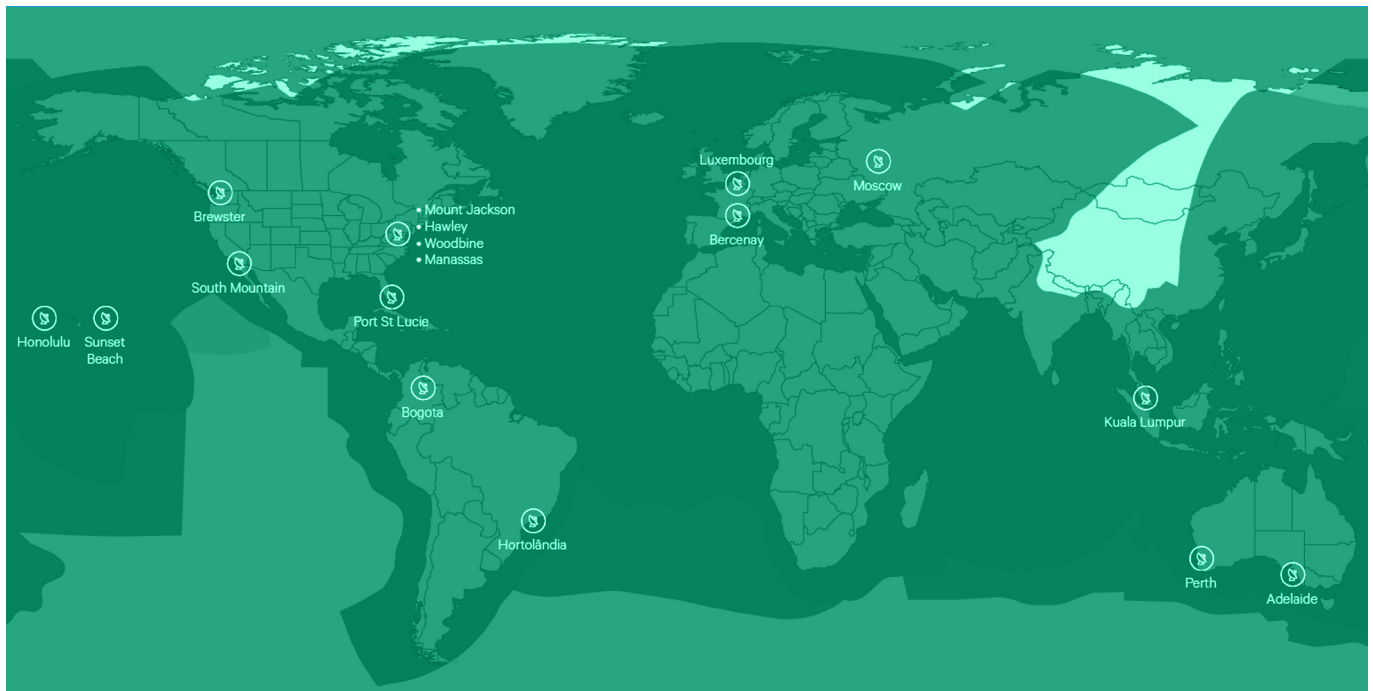 Luxembourg
Moscow
Brewster
Mount Jackson
Hawley
Woodbine
Manassas
Bercenay
South Mountain
Port St Lucie
Honolulu
Sunset
Beach
Bogota
Kuala Lumpur
Hortolândia
Perth
Adelaide